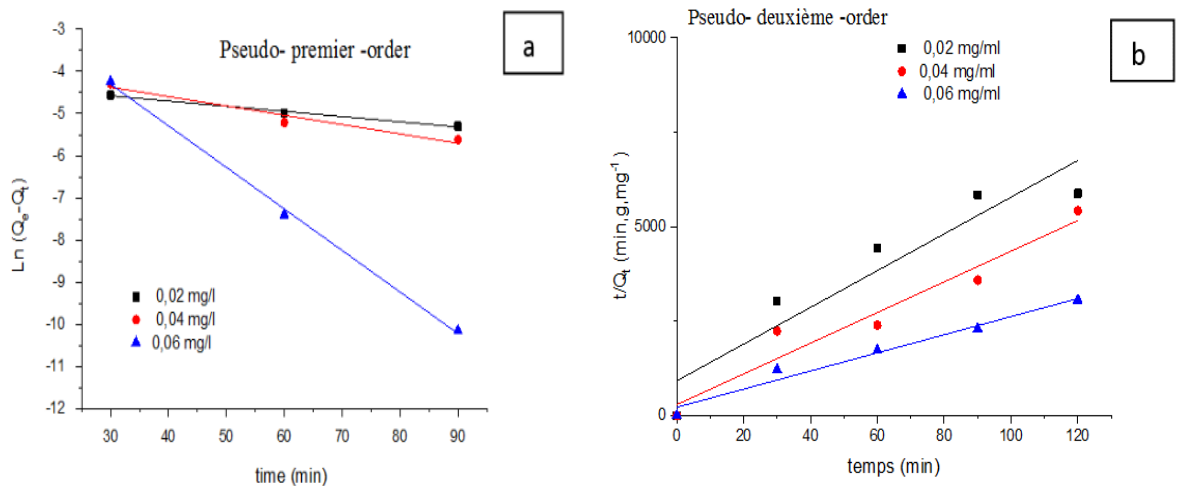 Pseudo- premier -order
a
-3
-4
-5
-6
-7
-8
-9
-10
-11
-12
Ln (Qe-Qt)
0,02 mg/l
0,04 mg/l
0,06 mg/l
30 40 50 60 70 80 90
time (min)
Pseudo- deuxième -order
b
0,02 mg/ml
0,04 mg/ml
0,06 mg/ml
10000
5000
0
t/Qt (min,g,mg-1)
0 20 40 60 80 100 120
temps (min)